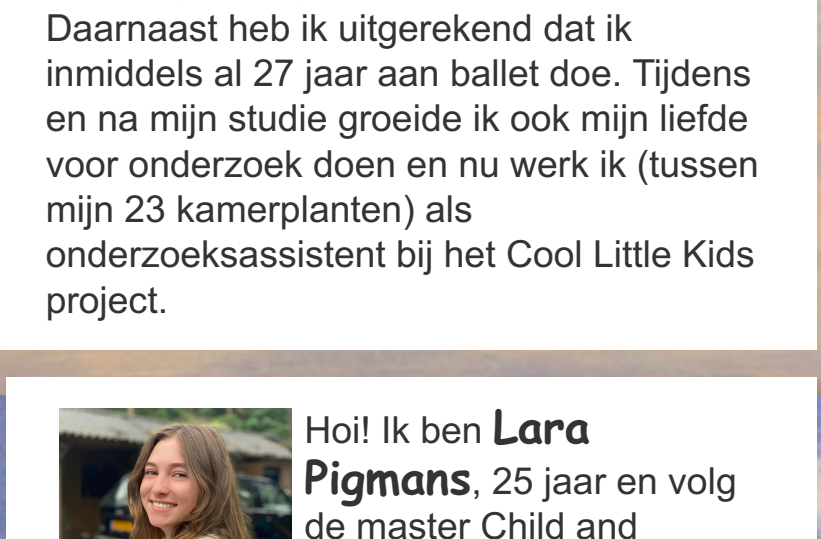 Daarnaast heb ik uitgerekend dat ik
inmiddels al 27 jaar aan ballet doe. Tijdens
en na mijn studie groeide ik ook mijn liefde
voor onderzoek doen en nu werk ik (tussen
mijn 23 kamerplanten) als
onderzoeksassistent bij het Cool Little Kids
project.
Hoi! Ik ben Lara
Pigmans, 25 jaar en volg
de master Child and